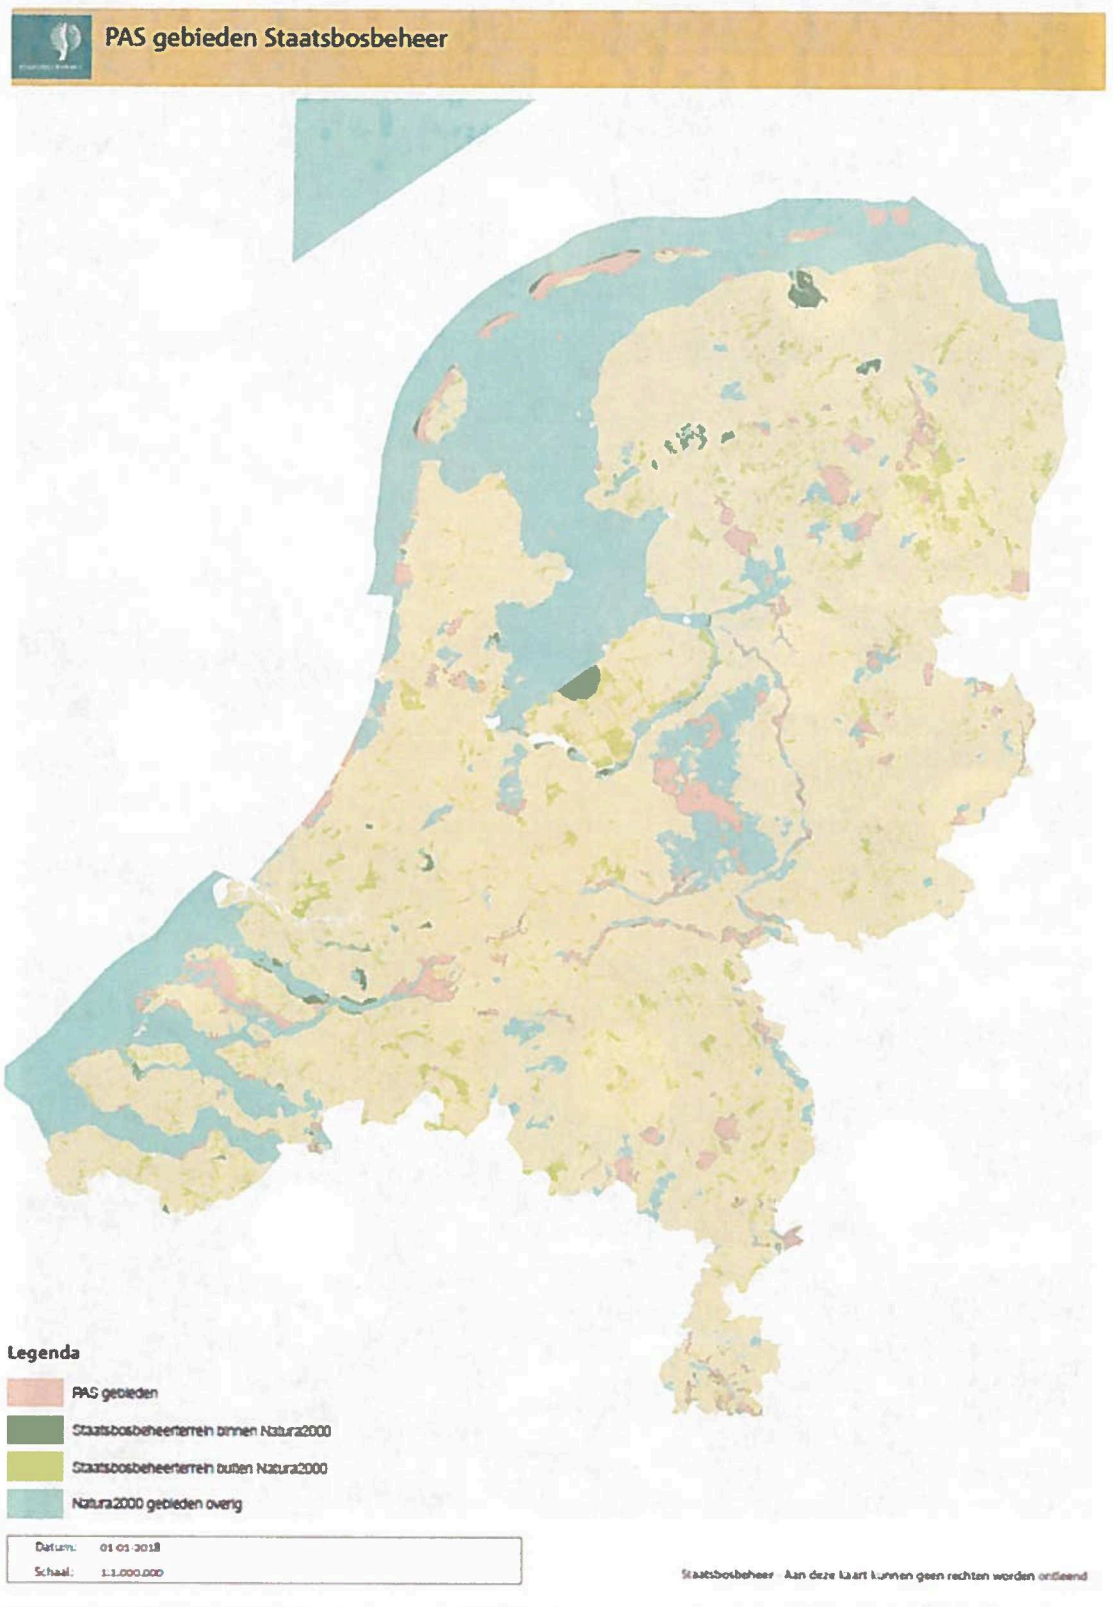 PAS gebieden Staatsbosbeheer
Legenda
PAS gebieden
Staatsbosbeheerterrein binnen Natura2000
Staatsbosbeheerterrein buiten Natura2000
Natura2000 gebieden overig
Datum: 01-01-2018
Schaal: 1:1.000.000
Staatsbosbeheer - Aan deze kaart kunnen geen rechten worden ontleend